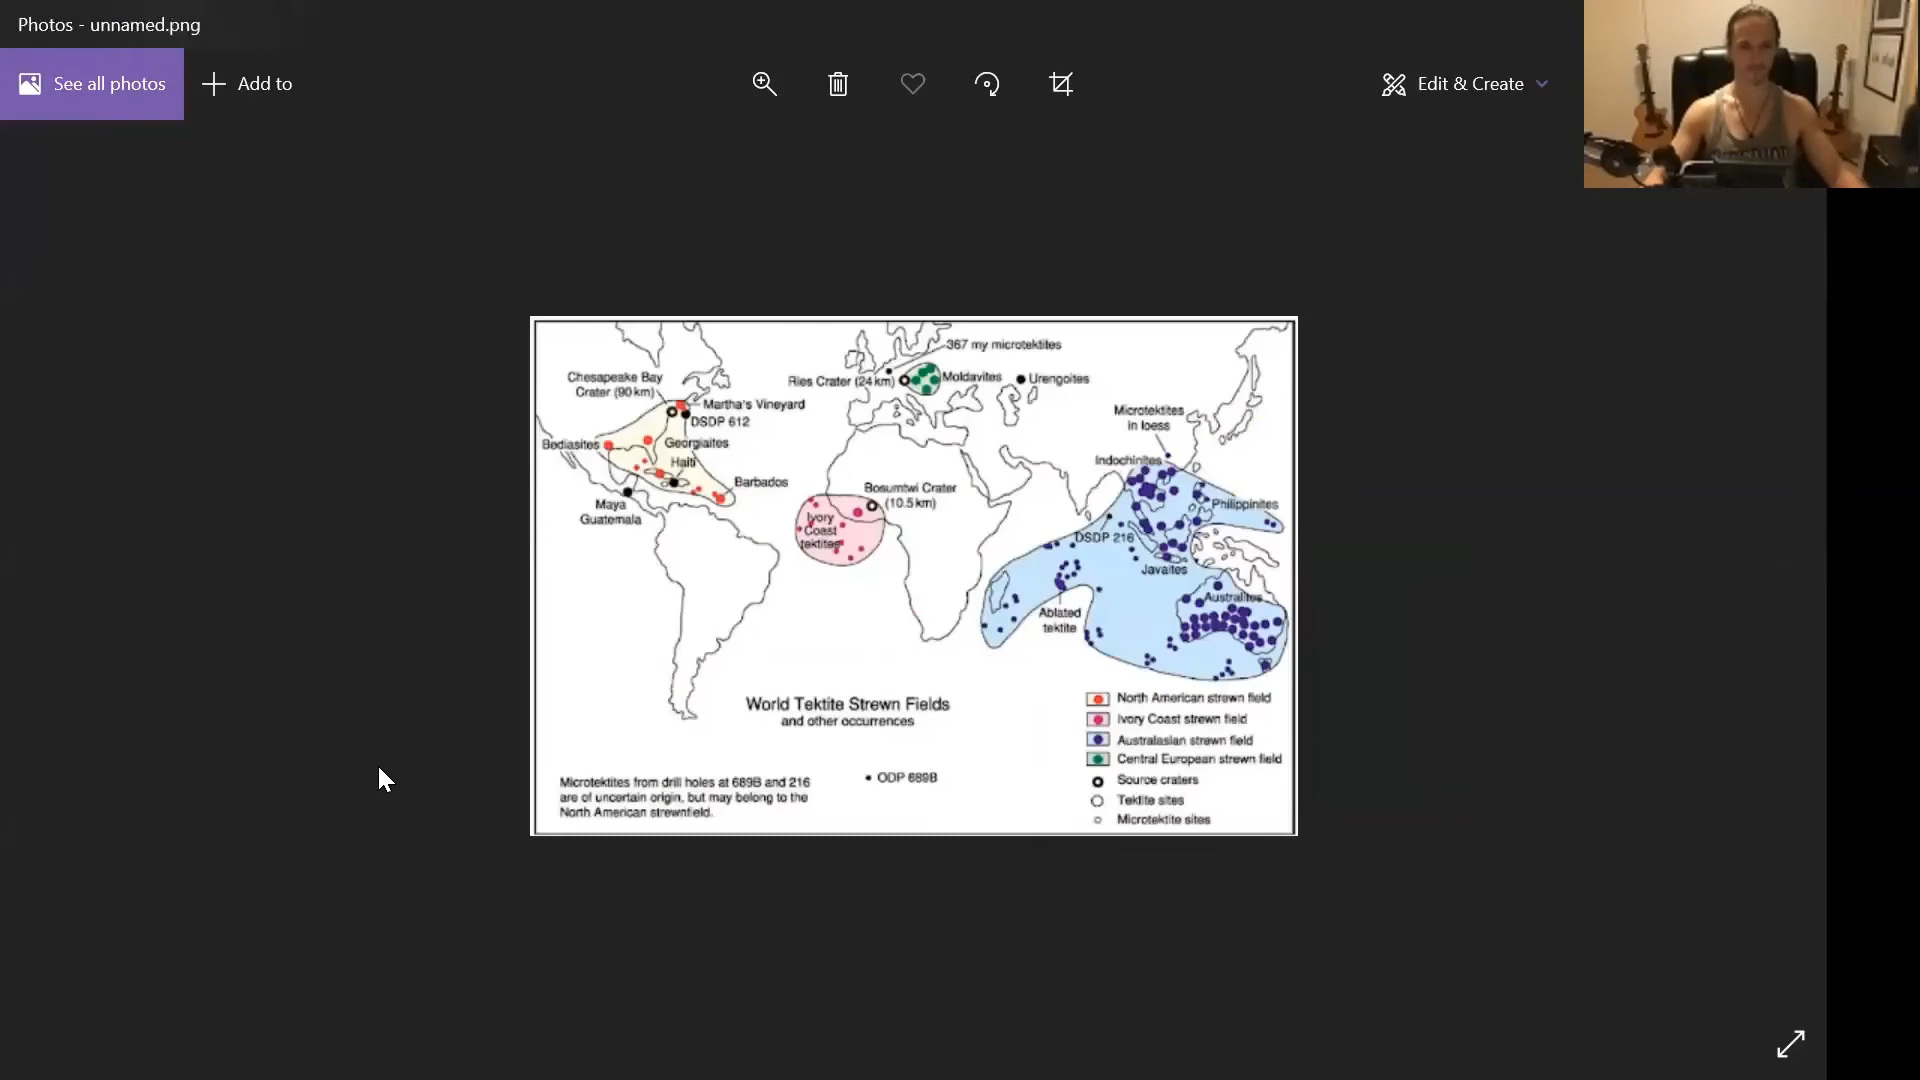 Photos - unnamed.png
See all photos
Add to
Edit & Create
367 my microtektites
Chesapeake Bay
Crater (90 km)
Ries Crater (24 km)
Moldavites
Urengoites
Martha's Vineyard
DSDP 612
Microtektites
in loess
Bediasites
Georgiaites
Haiti
Indochinites
Barbados
Bosumtwi Crater
(10.5 km)
Maya
Guatemala
Ivory
Coast
tektites
Philippinites
DSDP 216
Javaites
Australites
Ablated
tektite
World Tektite Strewn Fields
and other occurrences
North American strewn field
Ivory Coast strewn field
Australasian strewn field
Central European strewn field
Source craters
Tektite sites
Microtektite sites
ODP 689B
Microtektites from drill holes at 689B and 216
are of uncertain origin, but may belong to the
North American strewnfield.